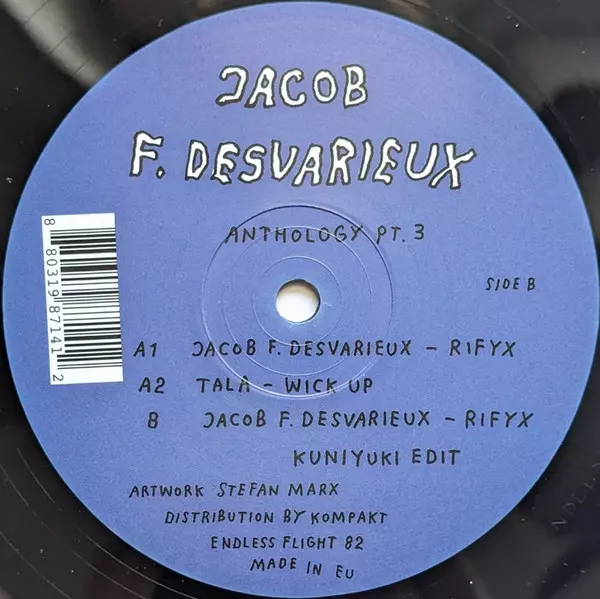 JACOB
F. DESVARIEUX
ANTHOLOGY PT. 3
SIDE B
8 80319 87141 2
A1 JACOB F. DESVARIEUX – RIFYX
A2 TALA – WICK UP
B JACOB F. DESVARIEUX – RIFYX
KUNIYUKI EDIT
ARTWORK STEFAN MARX
DISTRIBUTION BY KOMPAKT
ENDLESS FLIGHT 82
MADE IN EU